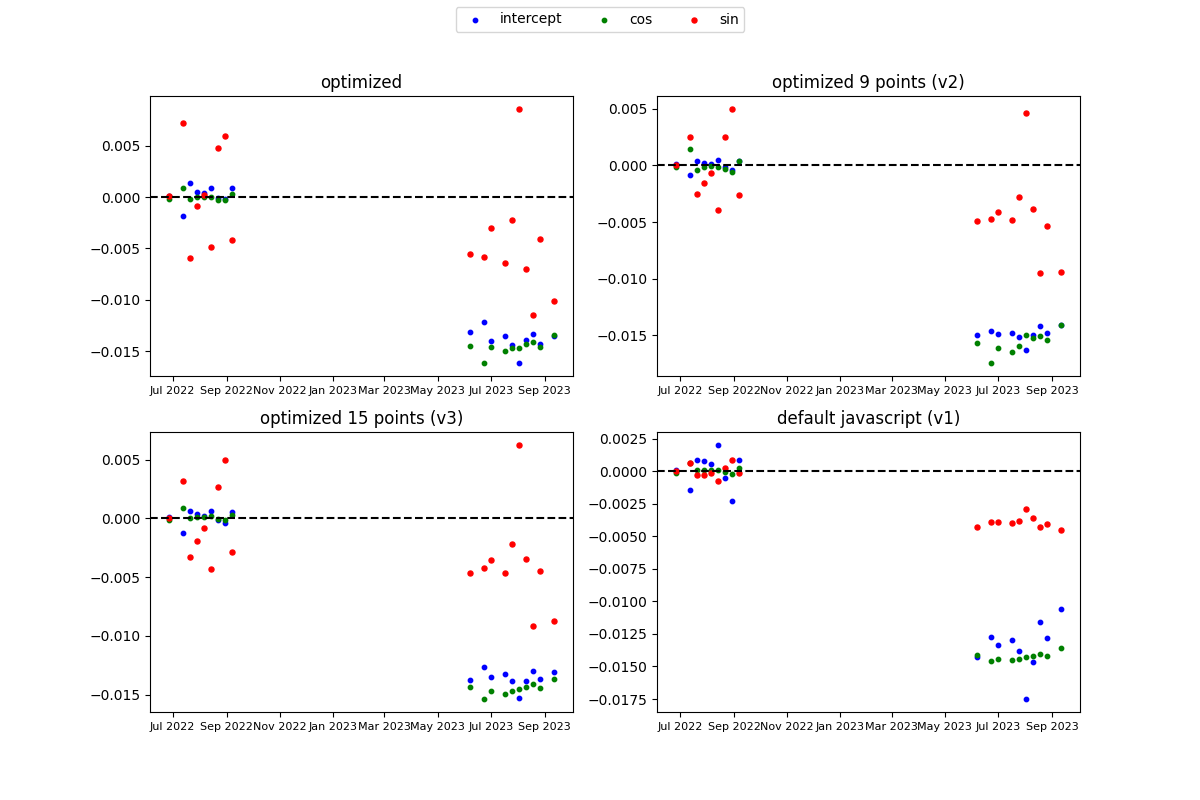 intercept cos sin
optimized
0.005
0.000
−0.005
−0.010
−0.015
Jul 2022 Sep 2022 Nov 2022 Jan 2023 Mar 2023 May 2023 Jul 2023 Sep 2023
optimized 9 points (v2)
0.005
0.000
−0.005
−0.010
−0.015
Jul 2022 Sep 2022 Nov 2022 Jan 2023 Mar 2023 May 2023 Jul 2023 Sep 2023
optimized 15 points (v3)
0.005
0.000
−0.005
−0.010
−0.015
Jul 2022 Sep 2022 Nov 2022 Jan 2023 Mar 2023 May 2023 Jul 2023 Sep 2023
default javascript (v1)
0.0025
0.0000
−0.0025
−0.0050
−0.0075
−0.0100
−0.0125
−0.0150
−0.0175
Jul 2022 Sep 2022 Nov 2022 Jan 2023 Mar 2023 May 2023 Jul 2023 Sep 2023